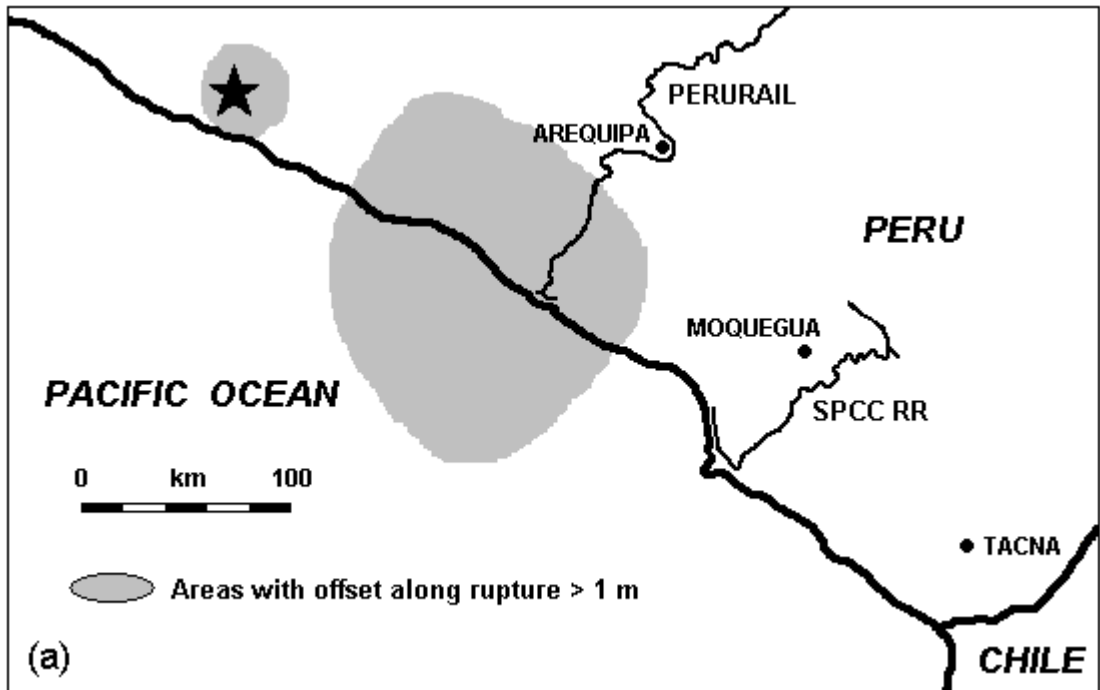 PERURAIL
AREQUIPA
PERU
MOQUEGUA
PACIFIC OCEAN
SPCC RR
0 km 100
TACNA
Areas with offset along rupture > 1 m
(a)
CHILE